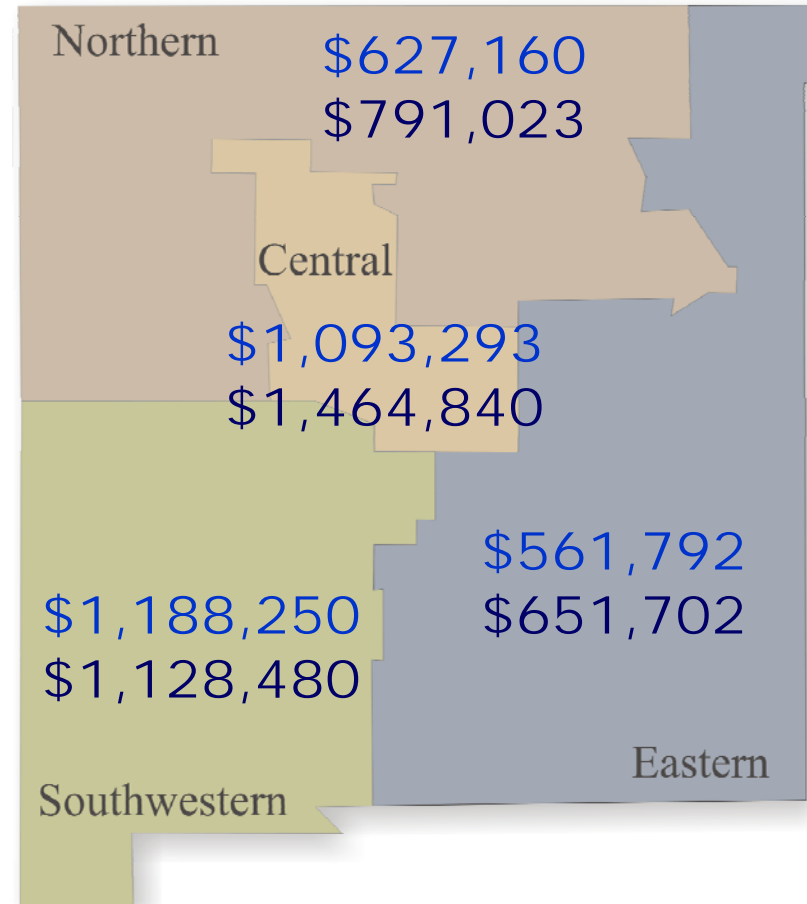 Northern
$627,160
$791,023
Central
$1,093,293
$1,464,840
$561,792
$651,702
$1,188,250
$1,128,480
Eastern
Southwestern